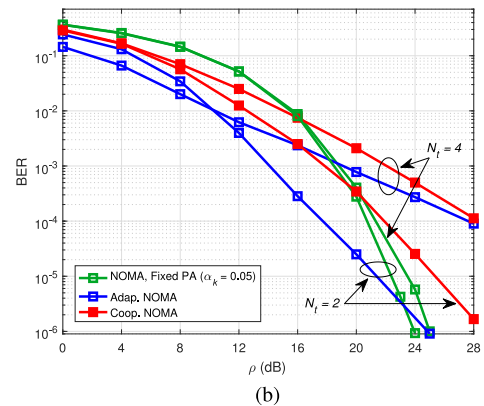 10^-1
10^-2
10^-3
10^-4
10^-5
10^-6
BER
N_t = 4
N_t = 2
NOMA, Fixed PA (α_k = 0.05)
Adap. NOMA
Coop. NOMA
0 4 8 12 16 20 24 28
ρ (dB)
(b)